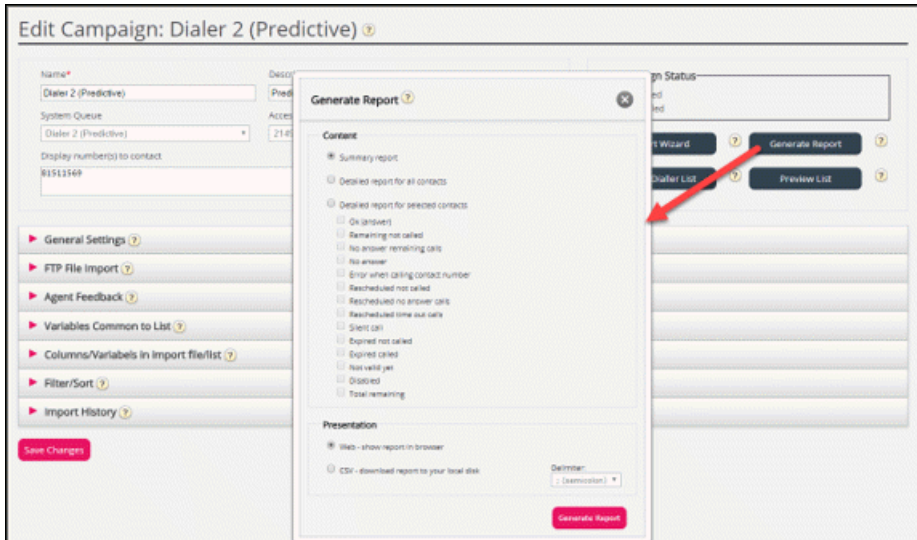 Edit Campaign: Dialer 2 (Predictive) ?
Name*
Dialer 2 (Predictive)
System Queue
Dialer 2 (Predictive)
Display number(s) to contact
81511569
General Settings ?
FTP File Import ?
Agent Feedback ?
Variables Common to List ?
Columns/Variabels in import file/list ?
Filter/Sort ?
Import History ?
Save Changes
Generate Report ?
Content
Summary report
Detailed report for all contacts
Detailed report for selected contacts
Ok (answer)
Remaining not called
No answer remaining calls
No answer
Error when calling contact number
Rescheduled not called
Rescheduled no answer calls
Rescheduled time out calls
Silent call
Expired not called
Expired called
Not valid yet
Disabled
Total remaining
Presentation
Web - show report in browser
CSV - download report to your local disk
Delimiter:
; (semicolon)
Generate Report
Status
Wizard ?
Generate Report ?
Dialler List ?
Preview List ?